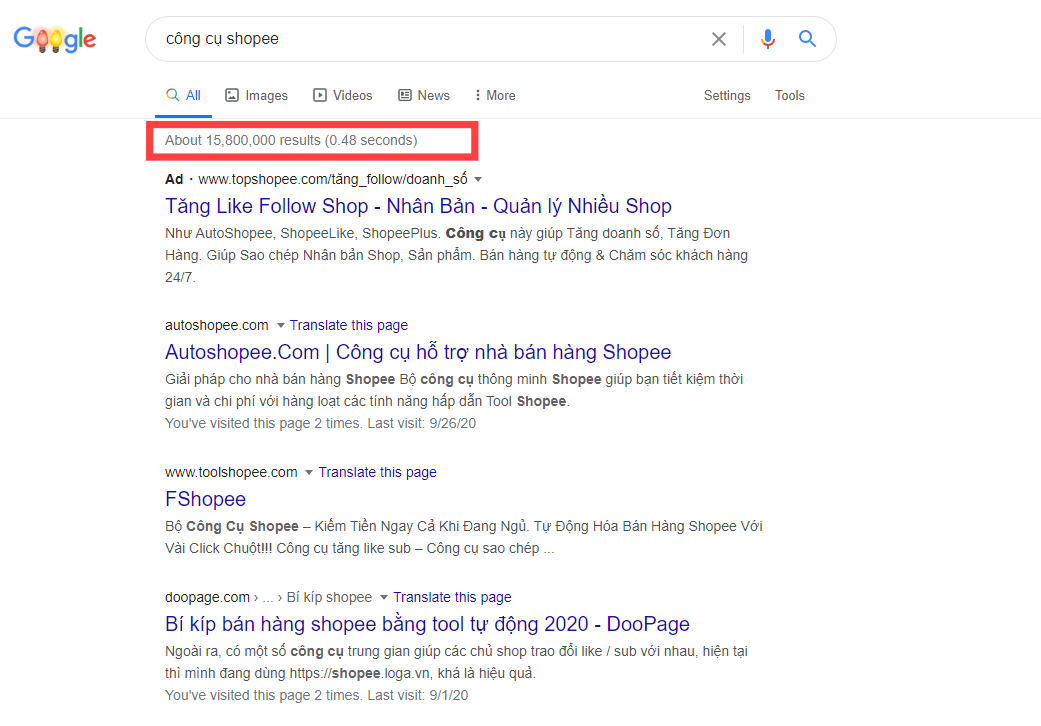 Google
công cụ shopee
All Images Videos News More Settings Tools
About 15,800,000 results (0.48 seconds)
Ad · www.topshopee.com/tăng_follow/doanh_số
Tăng Like Follow Shop - Nhân Bản - Quản lý Nhiều Shop
Như AutoShopee, ShopeeLike, ShopeePlus. Công cụ này giúp Tăng doanh số, Tăng Đơn
Hàng. Giúp Sao chép Nhân bản Shop, Sản phẩm. Bán hàng tự động & Chăm sóc khách hàng
24/7.
autoshopee.com Translate this page
Autoshopee.Com | Công cụ hỗ trợ nhà bán hàng Shopee
Giải pháp cho nhà bán hàng Shopee Bộ công cụ thông minh Shopee giúp bạn tiết kiệm thời
gian và chi phí với hàng loạt các tính năng hấp dẫn Tool Shopee.
You've visited this page 2 times. Last visit: 9/26/20
www.toolshopee.com Translate this page
FShopee
Bộ Công Cụ Shopee – Kiếm Tiền Ngay Cả Khi Đang Ngủ. Tự Động Hóa Bán Hàng Shopee Với
Vài Click Chuột!!! Công cụ tăng like sub – Công cụ sao chép ...
doopage.com › ... › Bí kíp shopee Translate this page
Bí kíp bán hàng shopee bằng tool tự động 2020 - DooPage
Ngoài ra, có một số công cụ trung gian giúp các chủ shop trao đổi like / sub với nhau, hiện tại
thì mình đang dùng https://shopee.loga.vn, khá là hiệu quả.
You've visited this page 2 times. Last visit: 9/1/20